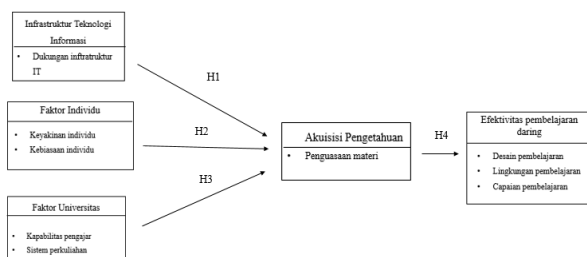 Infrastruktur Teknologi
Informasi
• Dukungan inftratruktur
IT
H1
Faktor Individu
• Keyakinan individu
• Kebiasaan individu
H2
Akuisisi Pengetahuan
• Penguasaan materi
H4
Efektivitas pembelajaran
daring
• Desain pembelajaran
• Lingkungan pembelajaran
• Capaian pembelajaran
H3
Faktor Universitas
• Kapabilitas pengajar
• Sistem perkuliahan